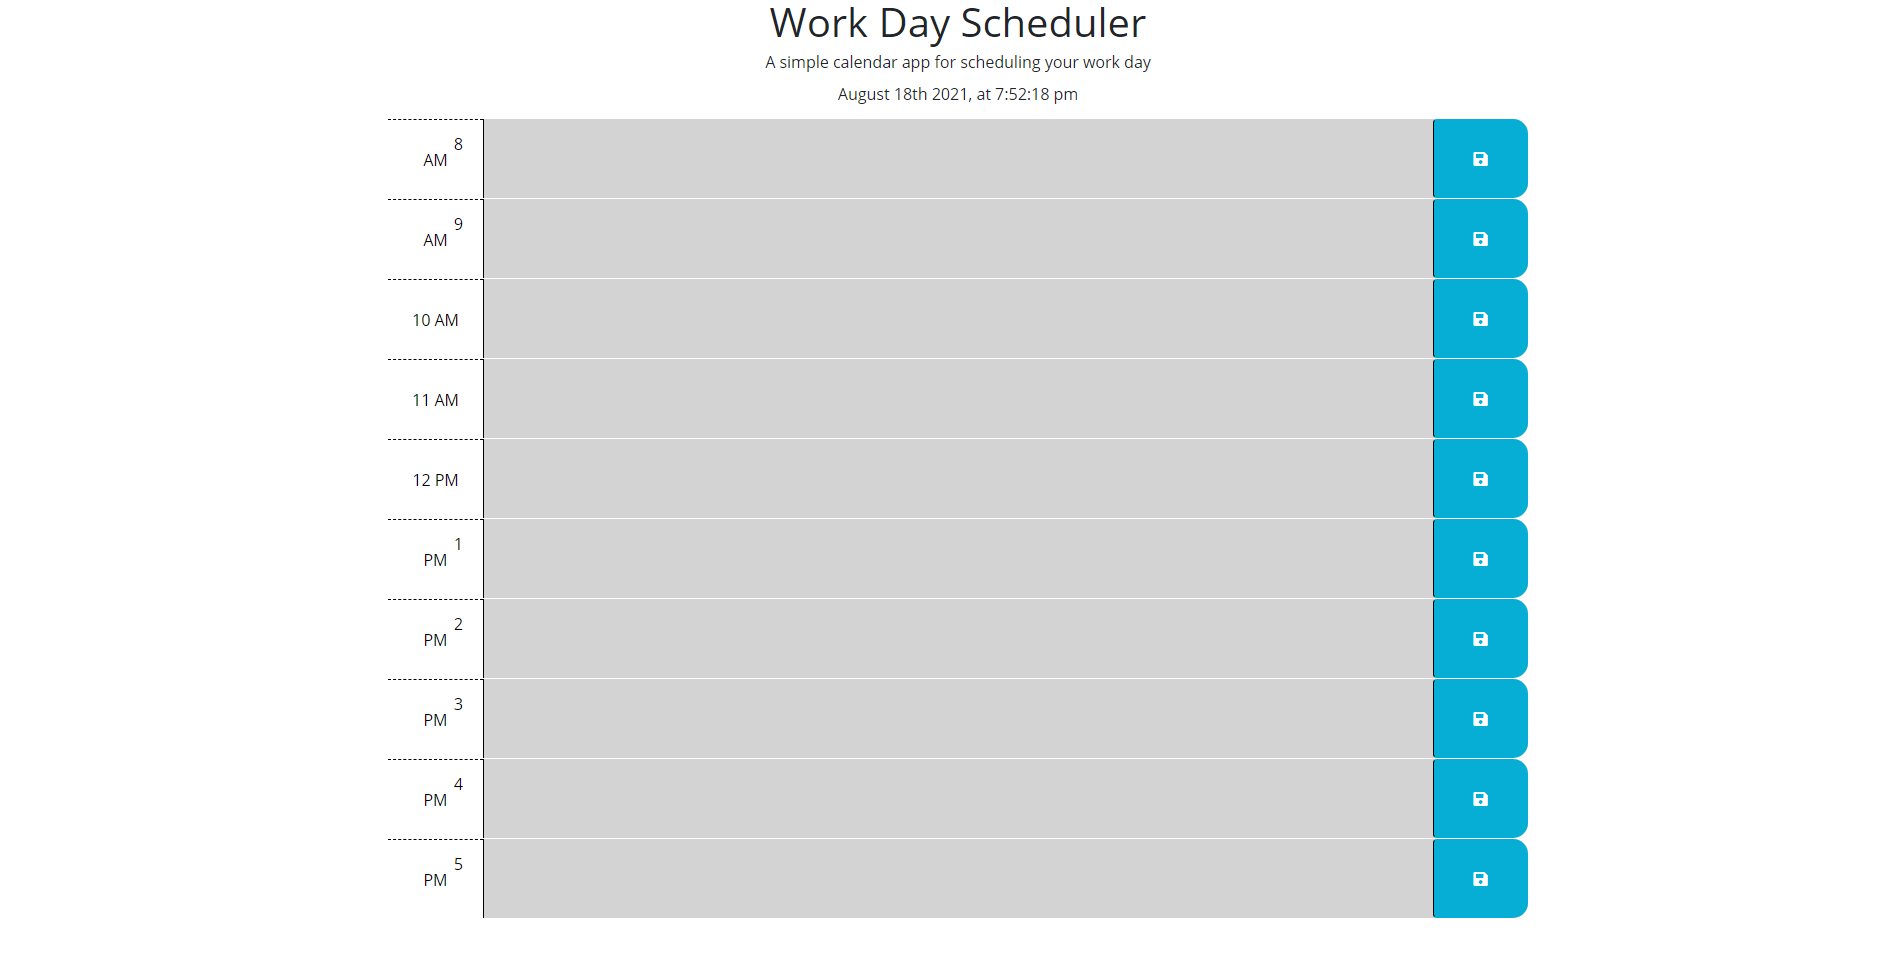 Work Day Scheduler
A simple calendar app for scheduling your work day
August 18th 2021, at 7:52:18 pm
8
AM
9
AM
10 AM
11 AM
12 PM
1
PM
2
PM
3
PM
4
PM
5
PM